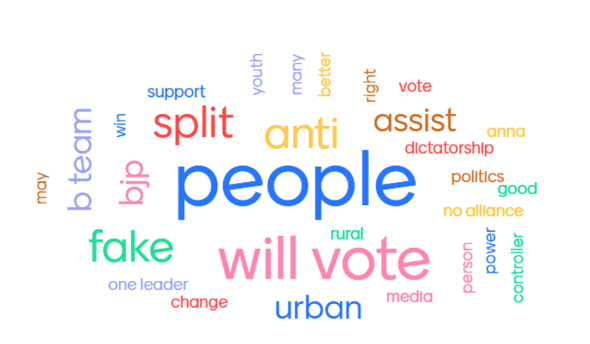 youth
many
better
right
vote
support
win
split
anti
assist
anna
dictatorship
b team
bjp
people
may
politics
good
no alliance
fake
will vote
rural
person
power
controller
one leader
change
urban
media